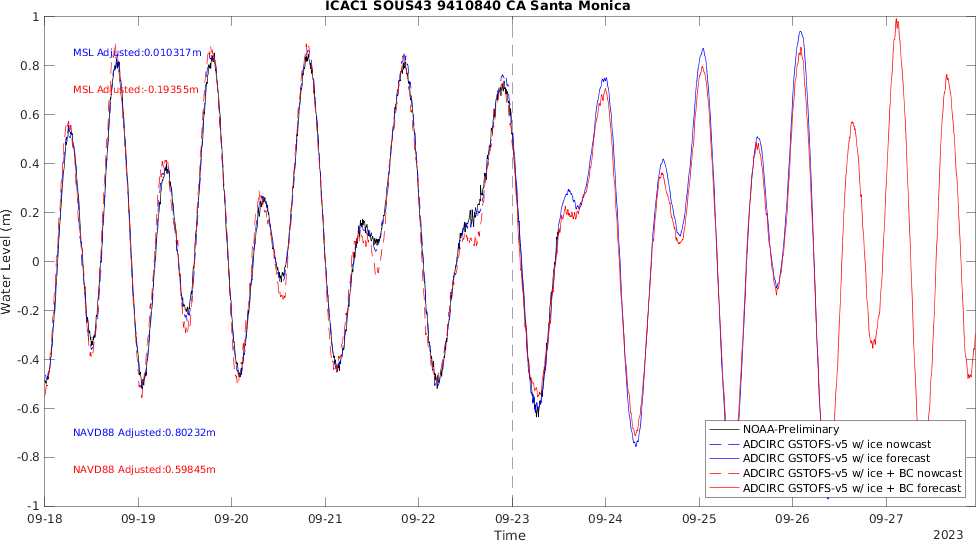 ICAC1 SOUS43 9410840 CA Santa Monica
1
0.8
0.6
0.4
0.2
0
-0.2
-0.4
-0.6
-0.8
-1
Water Level (m)
MSL Adjusted:0.010317m
MSL Adjusted:-0.19355m
NAVD88 Adjusted:0.80232m
NAVD88 Adjusted:0.59845m
NOAA-Preliminary
ADCIRC GSTOFS-v5 w/ ice nowcast
ADCIRC GSTOFS-v5 w/ ice forecast
ADCIRC GSTOFS-v5 w/ ice + BC nowcast
ADCIRC GSTOFS-v5 w/ ice + BC forecast
09-18 09-19 09-20 09-21 09-22 09-23 09-24 09-25 09-26 09-27
Time
2023